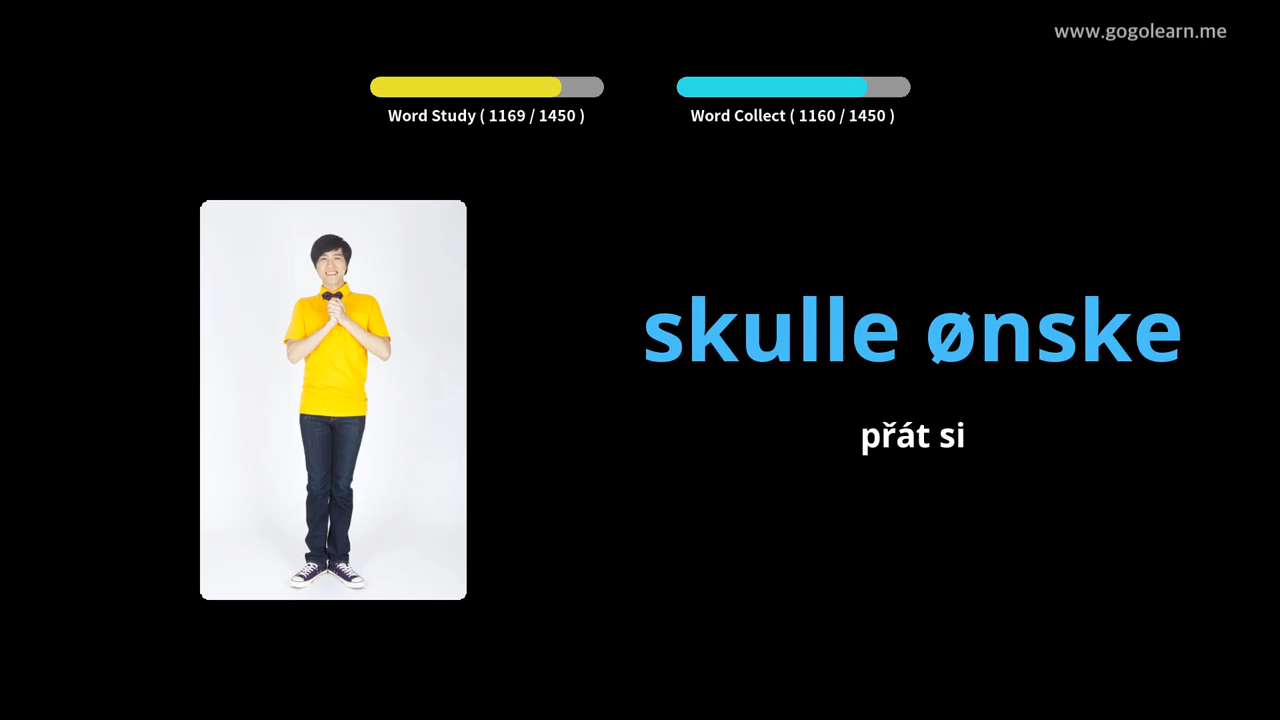 www.gogolearn.me
Word Study ( 1169 / 1450 )
Word Collect ( 1160 / 1450 )
skulle ønske
přát si